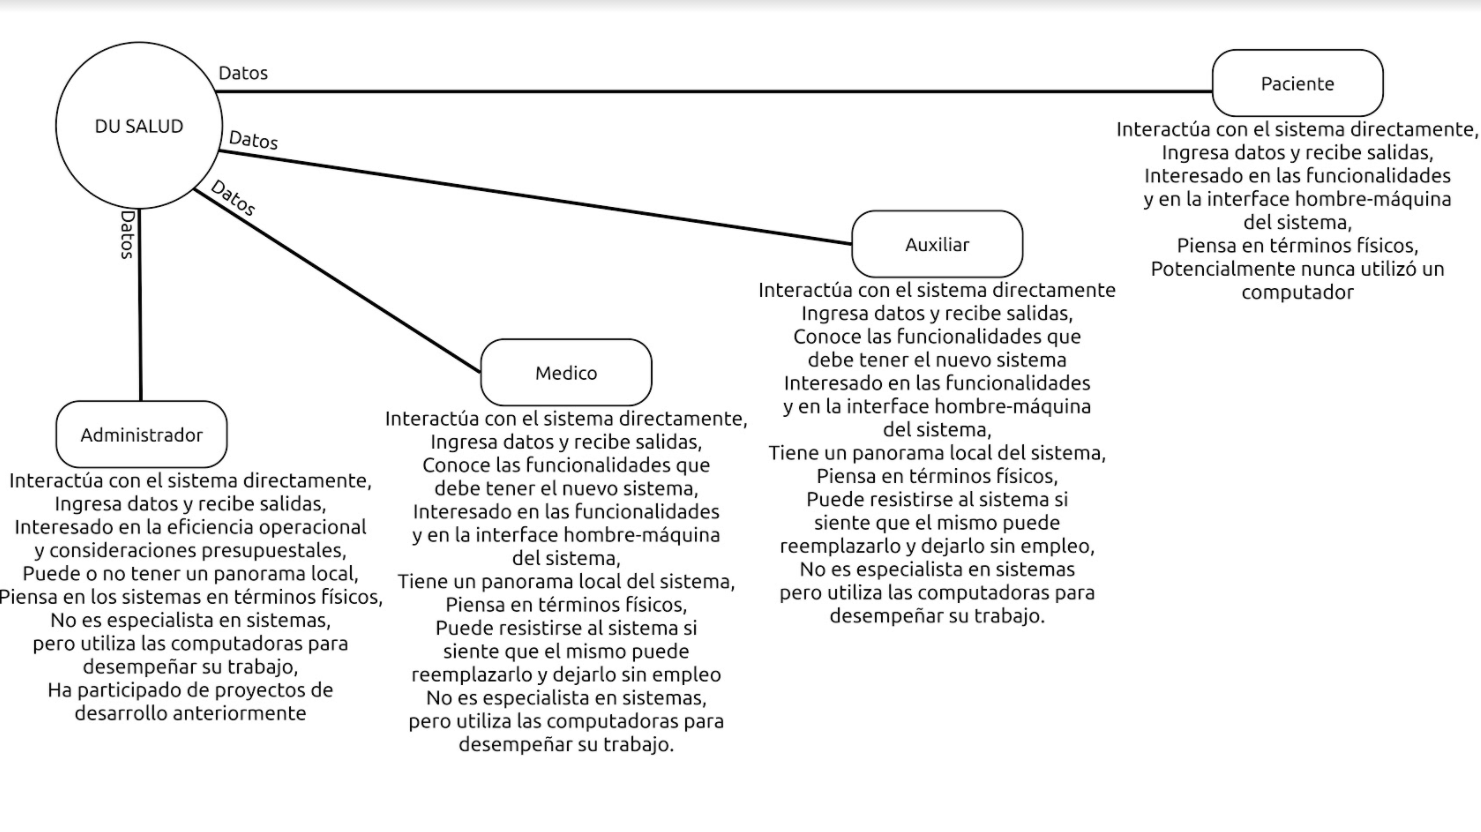 Datos
DU SALUD
Datos
Datos
Datos
Paciente
Interactúa con el sistema directamente,
Ingresa datos y recibe salidas,
Interesado en las funcionalidades
y en la interface hombre-máquina
del sistema,
Piensa en términos físicos,
Potencialmente nunca utilizó un
computador
Auxiliar
Interactúa con el sistema directamente
Ingresa datos y recibe salidas,
Conoce las funcionalidades que
debe tener el nuevo sistema
Interesado en las funcionalidades
y en la interface hombre-máquina
del sistema,
Tiene un panorama local del sistema,
Piensa en términos físicos,
Puede resistirse al sistema si
siente que el mismo puede
reemplazarlo y dejarlo sin empleo,
No es especialista en sistemas
pero utiliza las computadoras para
desempeñar su trabajo.
Medico
Interactúa con el sistema directamente,
Ingresa datos y recibe salidas,
Conoce las funcionalidades que
debe tener el nuevo sistema,
Interesado en las funcionalidades
y en la interface hombre-máquina
del sistema,
Tiene un panorama local del sistema,
Piensa en términos físicos,
Puede resistirse al sistema si
siente que el mismo puede
reemplazarlo y dejarlo sin empleo
No es especialista en sistemas,
pero utiliza las computadoras para
desempeñar su trabajo.
Administrador
Interactúa con el sistema directamente,
Ingresa datos y recibe salidas,
Interesado en la eficiencia operacional
y consideraciones presupuestales,
Puede o no tener un panorama local,
Piensa en los sistemas en términos físicos,
No es especialista en sistemas,
pero utiliza las computadoras para
desempeñar su trabajo,
Ha participado de proyectos de
desarrollo anteriormente